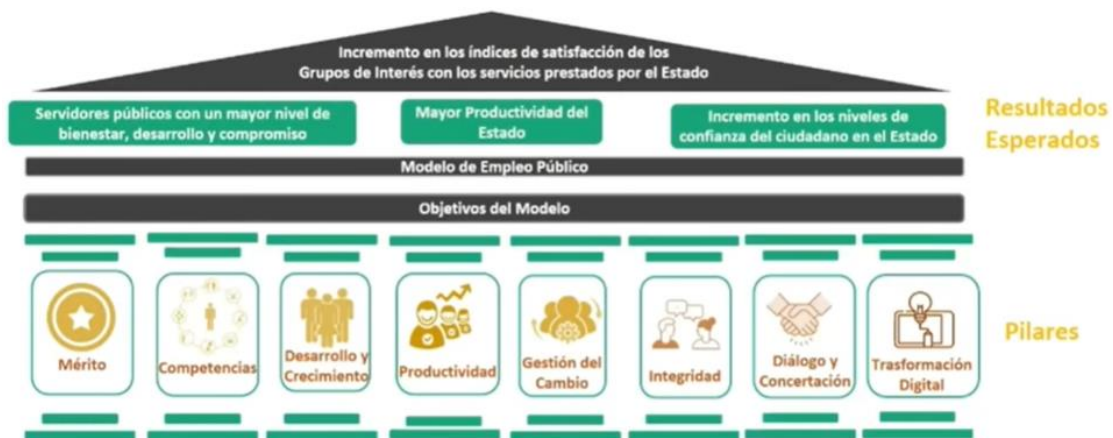 Incremento en los índices de satisfacción de los
Grupos de Interés con los servicios prestados por el Estado
Servidores públicos con un mayor nivel de
bienestar, desarrollo y compromiso
Mayor Productividad del
Estado
Incremento en los niveles de
confianza del ciudadano en el Estado
Resultados
Esperados
Modelo de Empleo Público
Objetivos del Modelo
Mérito
Competencias
Desarrollo y
Crecimiento
Productividad
Gestión del
Cambio
Integridad
Diálogo y
Concertación
Trasformación
Digital
Pilares